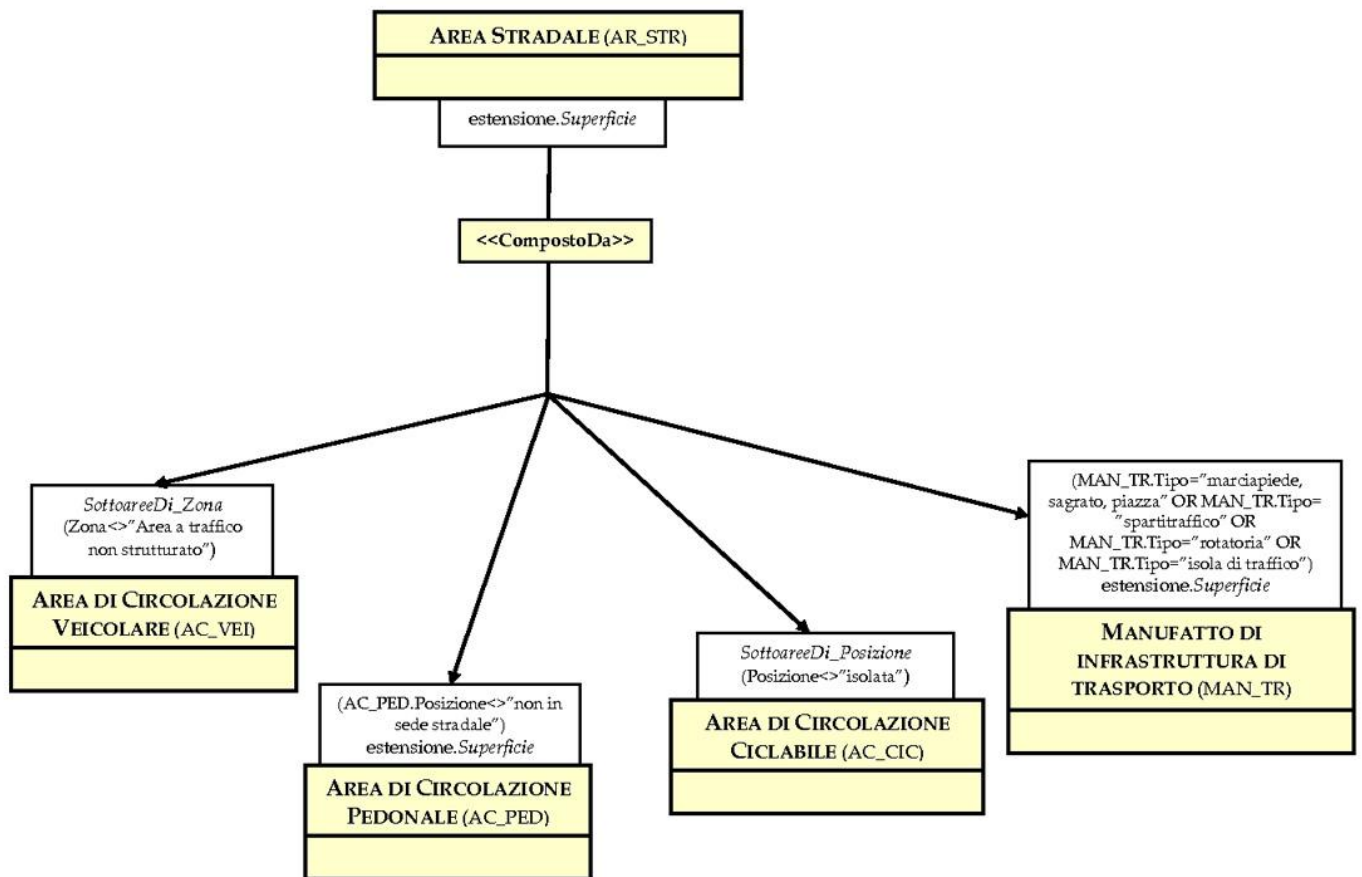 AREA STRADALE (AR_STR)
estensione.Superficie
<<CompostoDa>>
SottoareeDi_Zona
(Zona<>"Area a traffico
non strutturato")
AREA DI CIRCOLAZIONE
VEICOLARE (AC_VEI)
(AC_PED.Posizione<>"non in
sede stradale")
estensione.Superficie
AREA DI CIRCOLAZIONE
PEDONALE (AC_PED)
SottoareeDi_Posizione
(Posizione<>"isolata")
AREA DI CIRCOLAZIONE
CICLABILE (AC_CIC)
(MAN_TR.Tipo="marciapiede,
sagrato, piazza" OR MAN_TR.Tipo=
"spartitraffico" OR
MAN_TR.Tipo="rotatoria" OR
MAN_TR.Tipo="isola di traffico")
estensione.Superficie
MANUFATTO DI
INFRASTRUTTURA DI
TRASPORTO (MAN_TR)